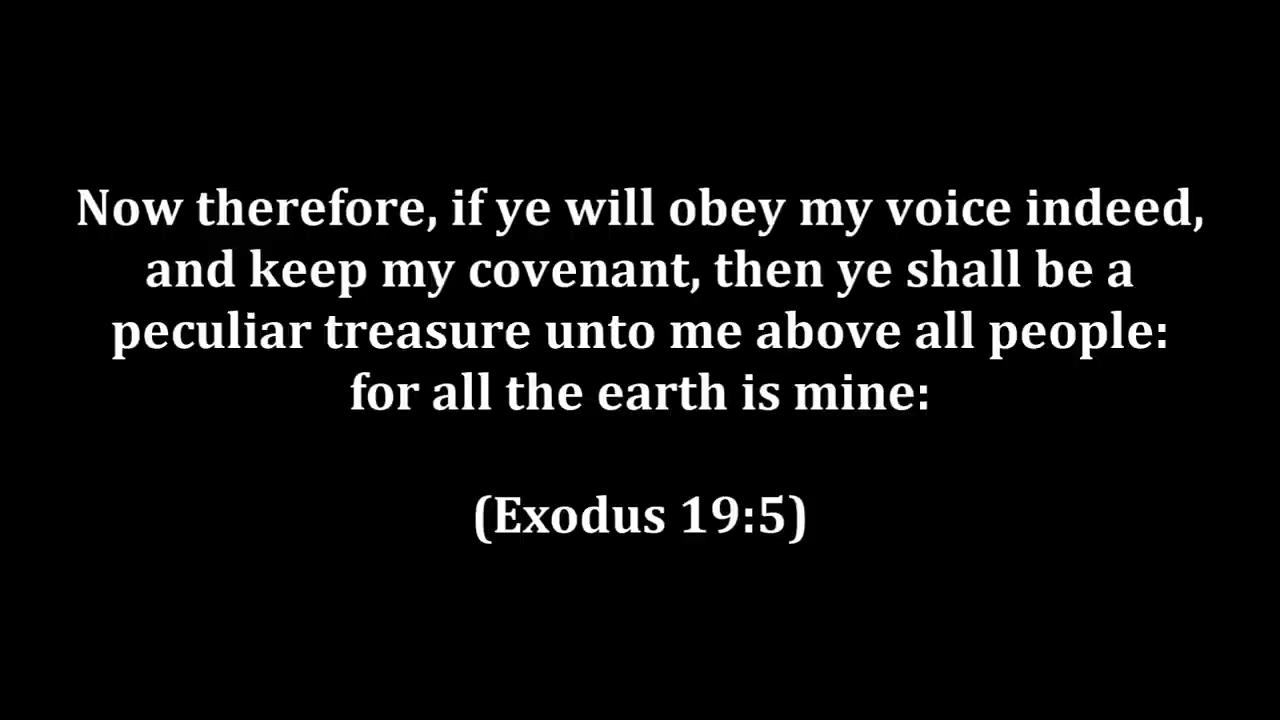 Now therefore, if ye will obey my voice indeed,
and keep my covenant, then ye shall be a
peculiar treasure unto me above all people:
for all the earth is mine:
(Exodus 19:5)